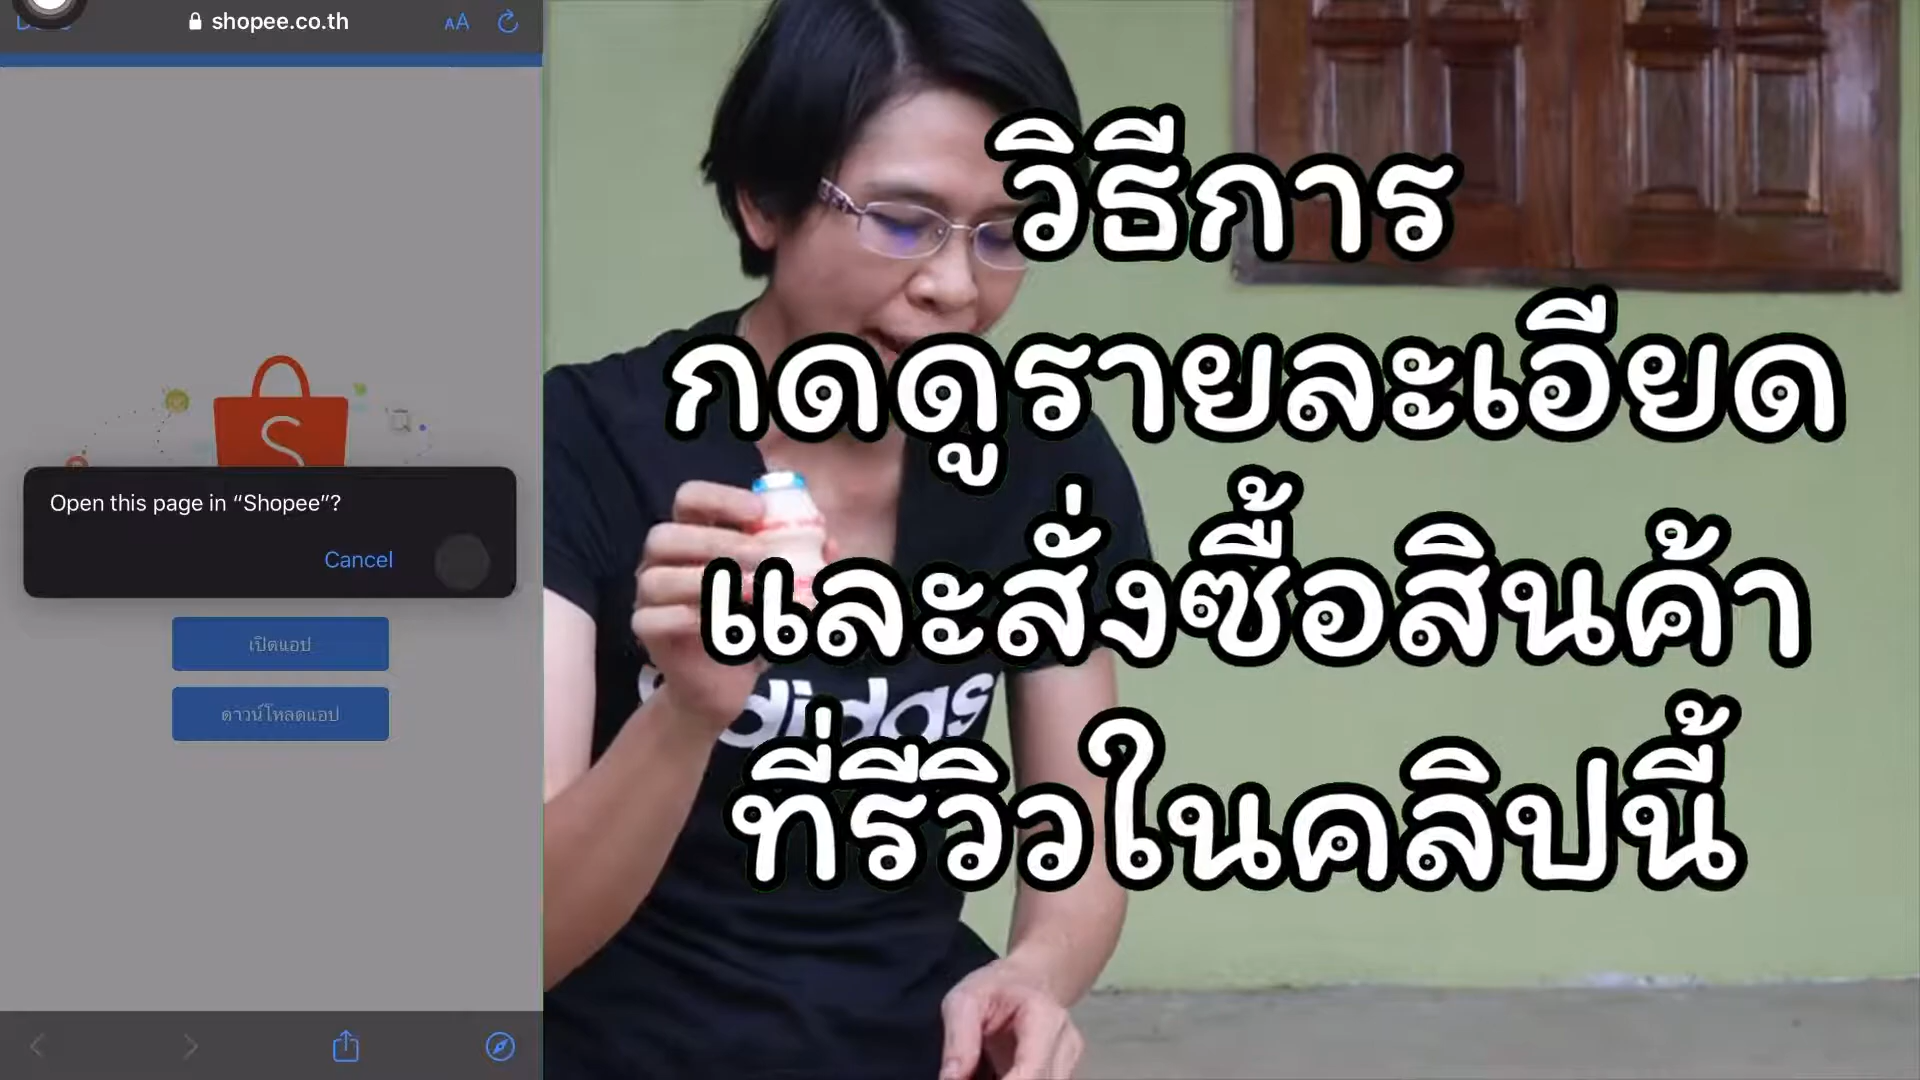 shopee.co.th
AA
Open this page in “Shopee”?
Cancel
เปิดแอป
ดาวน์โหลดแอป
วิธีการ
กดดูรายละเอียด
และสั่งซื้อสินค้า
ที่รีวิวในคลิปนี้
adidas